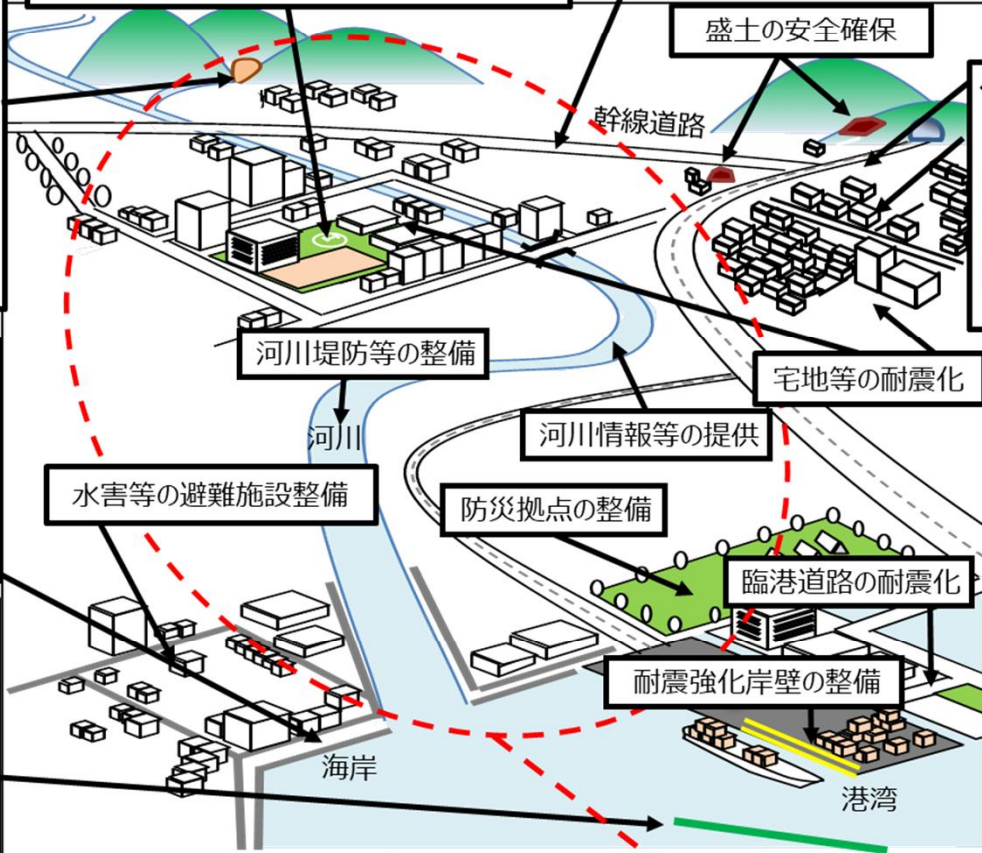 盛土の安全確保
幹線道路
河川堤防等の整備
宅地等の耐震化
河川情報等の提供
河川
水害等の避難施設整備
防災拠点の整備
臨港道路の耐震化
耐震強化岸壁の整備
海岸
港湾